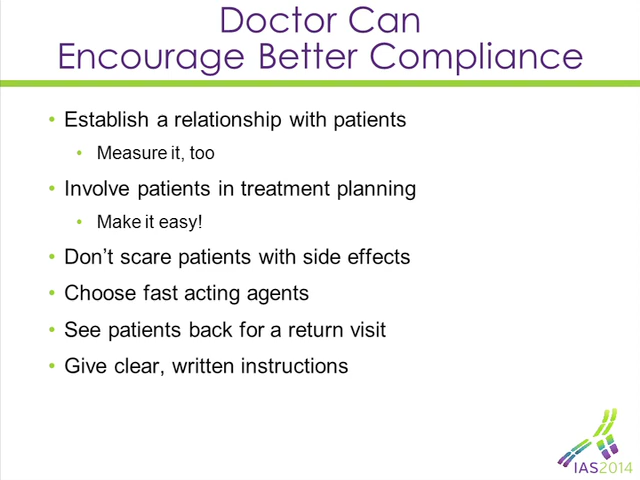 Doctor Can
Encourage Better Compliance
• Establish a relationship with patients
• Measure it, too
• Involve patients in treatment planning
• Make it easy!
• Don’t scare patients with side effects
• Choose fast acting agents
• See patients back for a return visit
• Give clear, written instructions
IAS2014